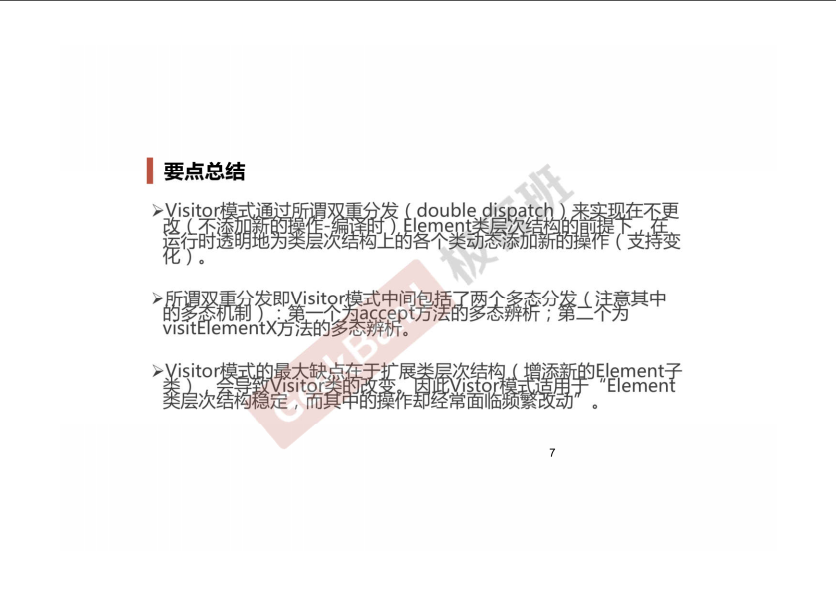 要点总结
➢Visitor模式通过所谓双重分发（double dispatch）来实现在不更
改（不添加新的操作-编译时）Element类层次结构的前提下，在
运行时透明地为类层次结构上的各个类动态添加新的操作（支持变
化）。
➢所谓双重分发即Visitor模式中间包括了两个多态分发（注意其中
的多态机制）：第一个为accept方法的多态辨析；第二个为
visitElementX方法的多态辨析。
➢Visitor模式的最大缺点在于扩展类层次结构（增添新的Element子
类），会导致Visitor类的改变。因此Vistor模式适用于“Element
类层次结构稳定，而其中的操作却经常面临频繁改动”。
GeekBand 极客班
7